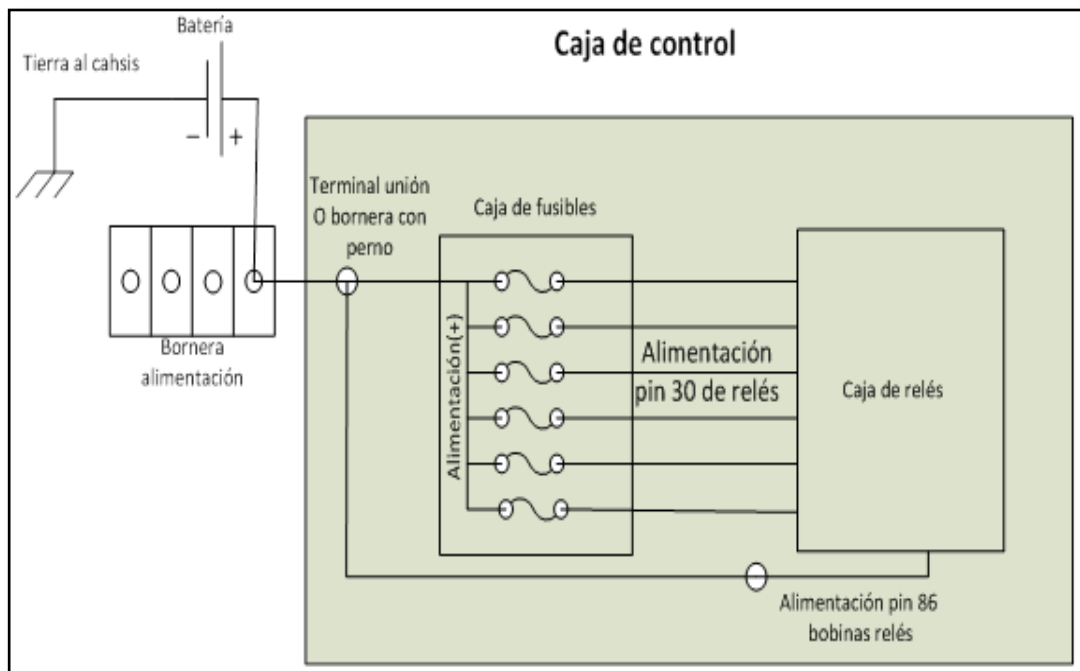 Batería
Caja de control
Tierra al cahsis
– +
Terminal unión
O bornera con
perno
Caja de fusibles
Bornera
alimentación
Alimentación(+)
Alimentación
pin 30 de relés
Caja de relés
Alimentación pin 86
bobinas relés